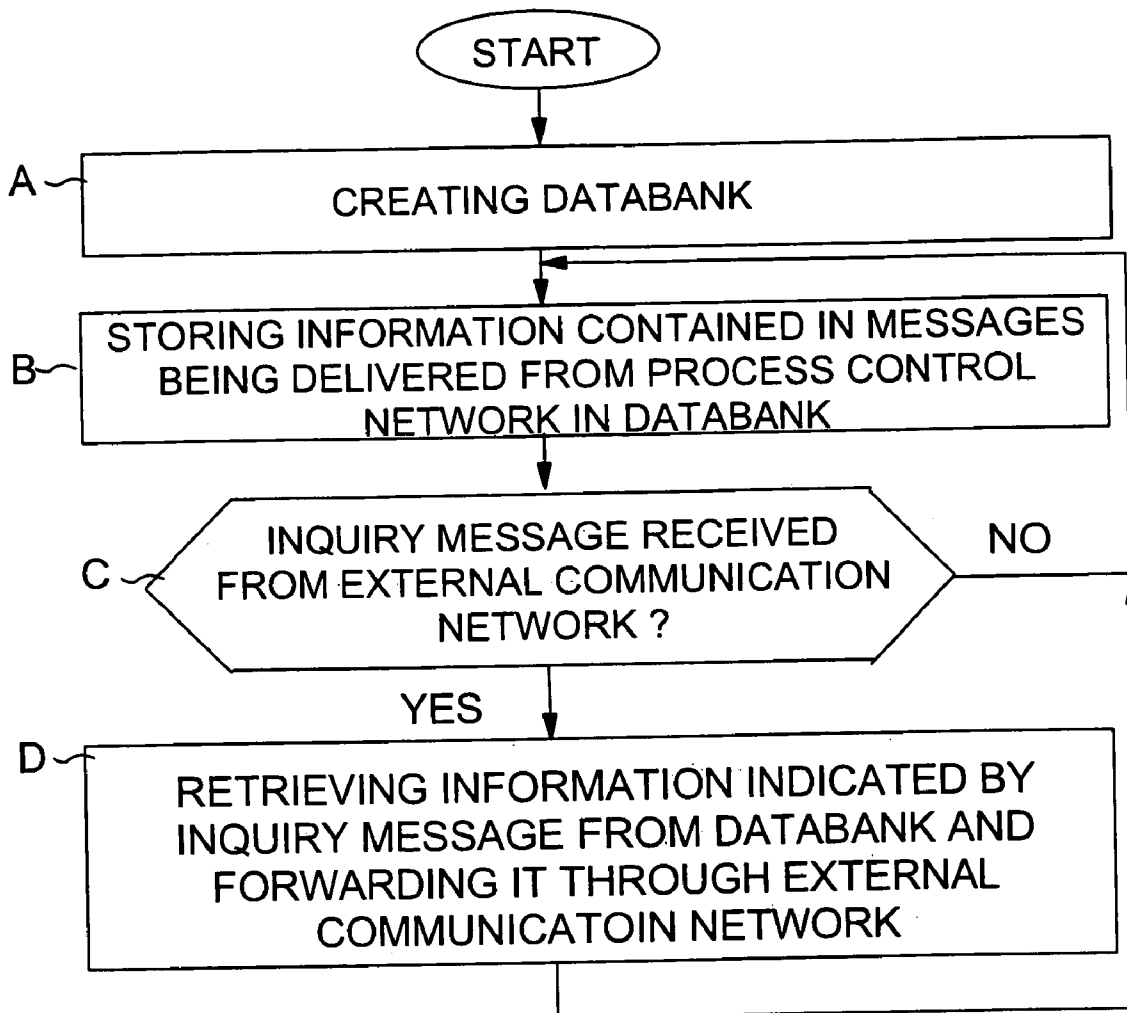 START
A
CREATING DATABANK
B
STORING INFORMATION CONTAINED IN MESSAGES
BEING DELIVERED FROM PROCESS CONTROL
NETWORK IN DATABANK
C
INQUIRY MESSAGE RECEIVED
FROM EXTERNAL COMMUNICATION
NETWORK ?
NO
YES
D
RETRIEVING INFORMATION INDICATED BY
INQUIRY MESSAGE FROM DATABANK AND
FORWARDING IT THROUGH EXTERNAL
COMMUNICATOIN NETWORK